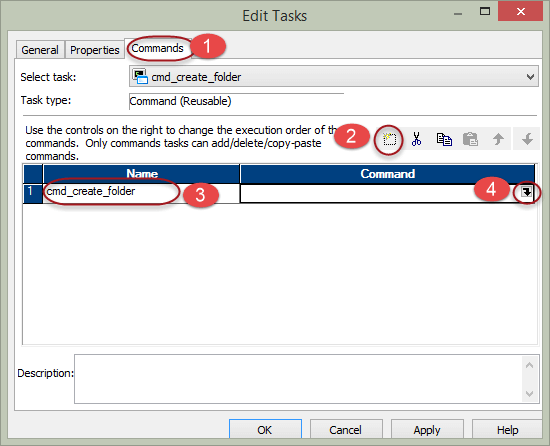 Edit Tasks
General Properties Commands 1
Select task: cmd_create_folder
Task type: Command (Reusable)
Use the controls on the right to change the execution order of the
commands. Only commands tasks can add/delete/copy-paste
commands.
2
Name Command
1 cmd_create_folder 3 4
Description:
OK Cancel Apply Help